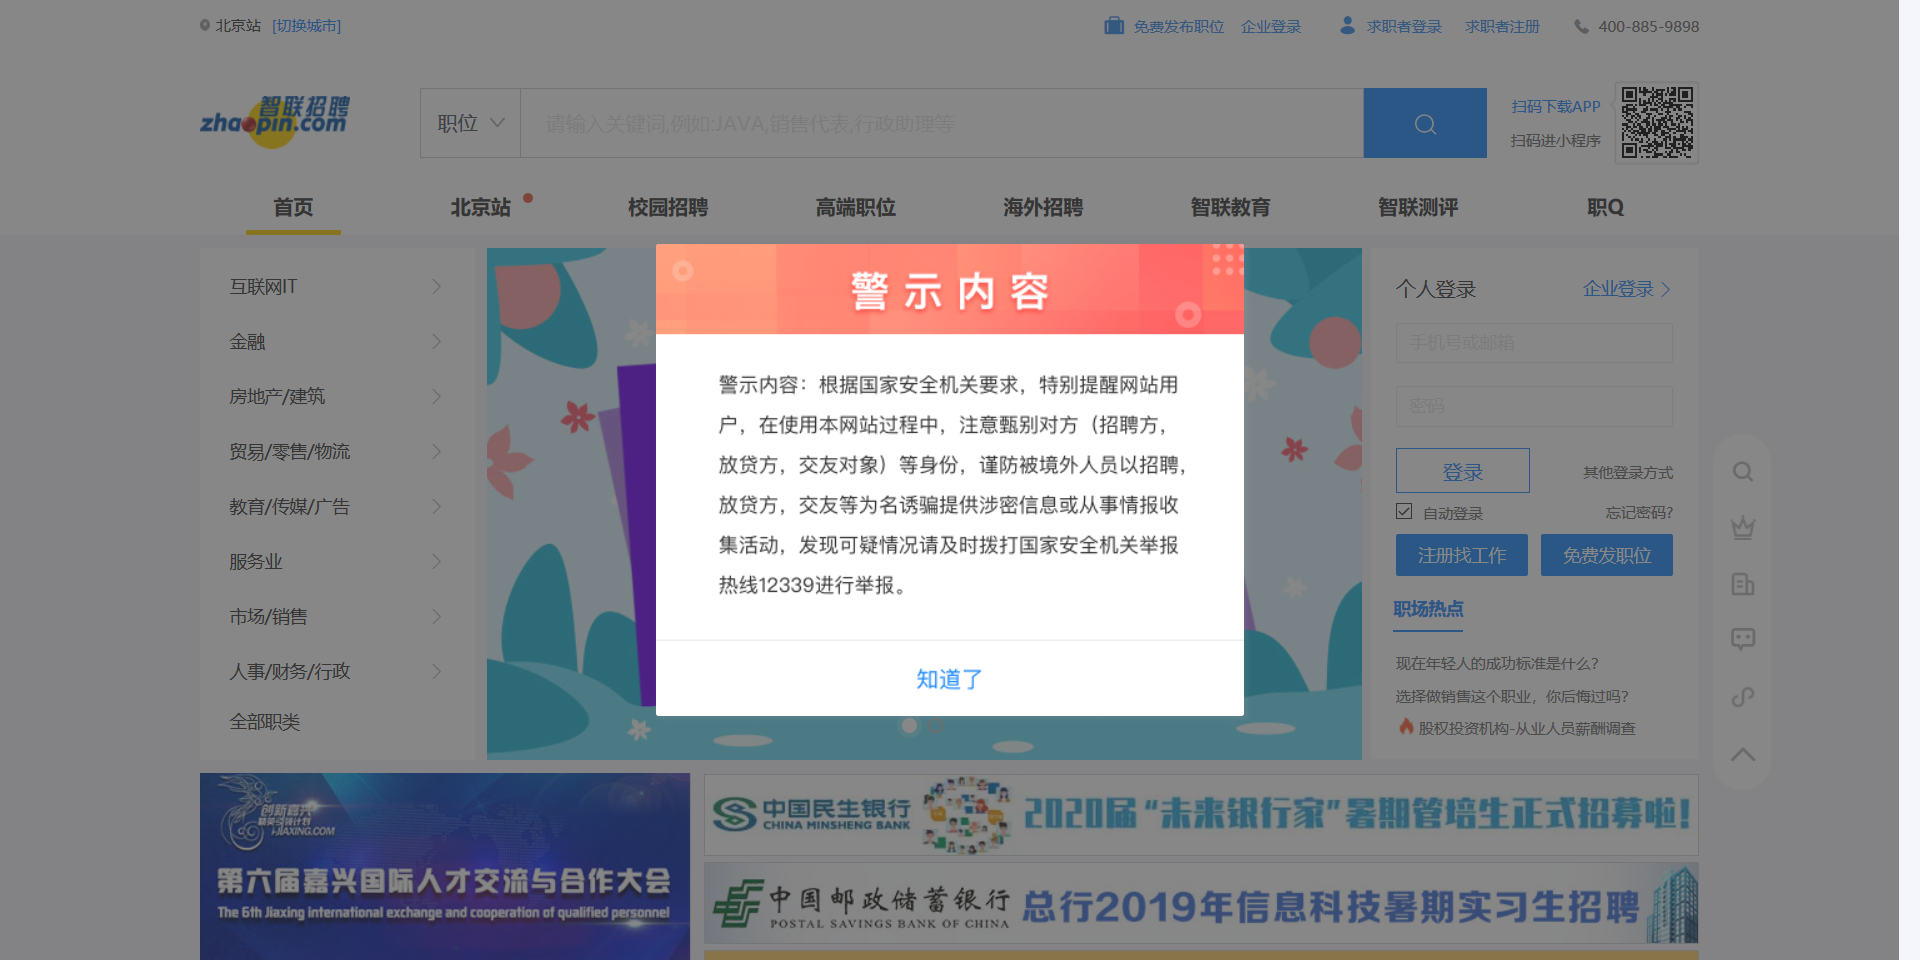 北京站 [切换城市]
免费发布职位 企业登录 求职者登录 求职者注册 400-885-9898
智联招聘
zhaopin.com
职位 请输入关键词,例如:JAVA,销售代表,行政助理等
扫码下载APP
扫码进小程序
首页 北京站 校园招聘 高端职位 海外招聘 智联教育 智联测评 职Q
互联网IT
金融
房地产/建筑
贸易/零售/物流
教育/传媒/广告
服务业
市场/销售
人事/财务/行政
全部职类
警示内容
警示内容：根据国家安全机关要求，特别提醒网站用
户，在使用本网站过程中，注意甄别对方（招聘方，
放贷方，交友对象）等身份，谨防被境外人员以招聘，
放贷方，交友等为名诱骗提供涉密信息或从事情报收
集活动，发现可疑情况请及时拨打国家安全机关举报
热线12339进行举报。
知道了
个人登录 企业登录
手机号或邮箱
密码
登录 其他登录方式
自动登录 忘记密码?
注册找工作 免费发职位
职场热点
现在年轻人的成功标准是什么?
选择做销售这个职业，你后悔过吗?
股权投资机构-从业人员薪酬调查
创新嘉兴
精英引领计划
I-JIAXING.COM
第六届嘉兴国际人才交流与合作大会
The 6th Jiaxing international exchange and cooperation of qualified personnel
中国民生银行
CHINA MINSHENG BANK
2020届“未来银行家”暑期管培生正式招募啦!
中国邮政储蓄银行
POSTAL SAVINGS BANK OF CHINA
总行2019年信息科技暑期实习生招聘